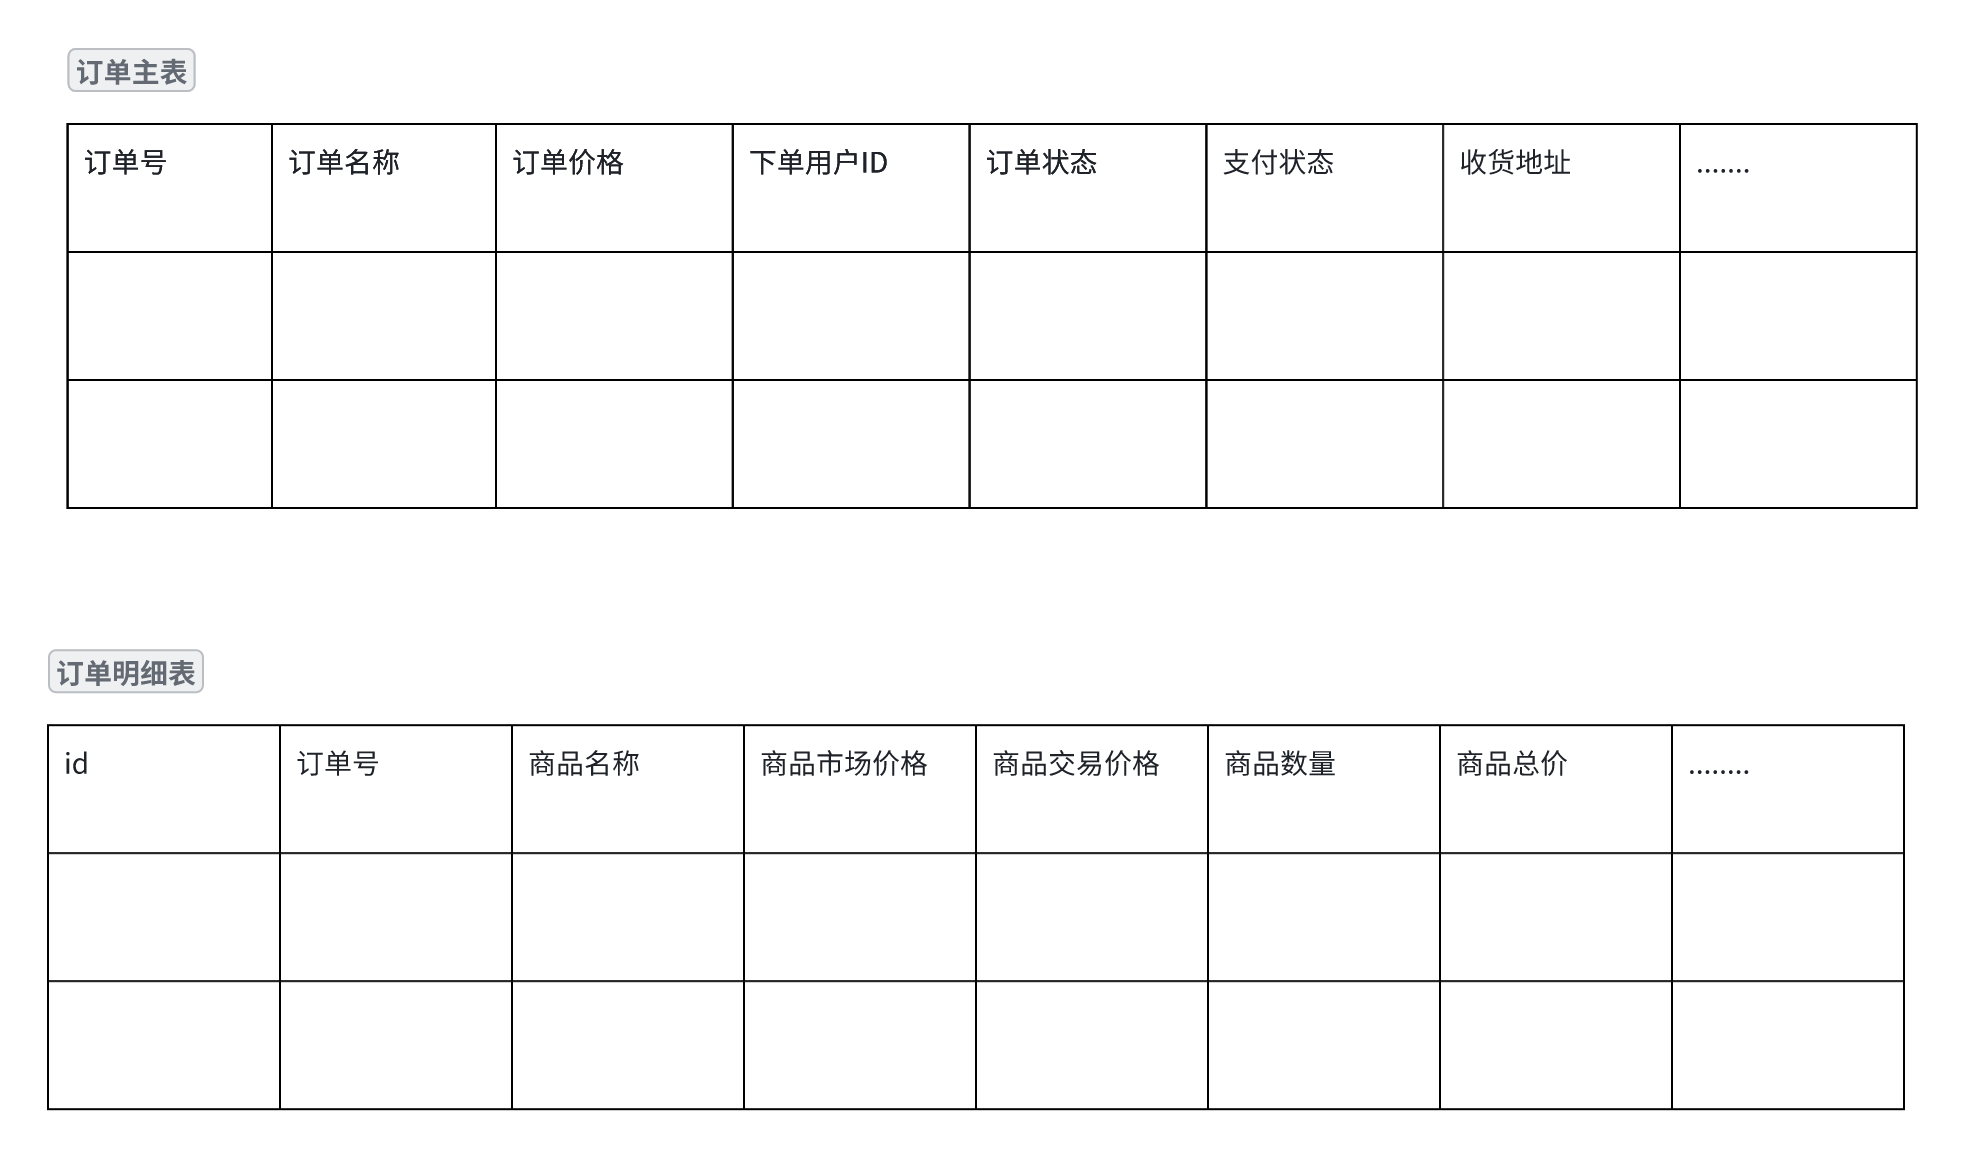 订单主表
订单号 订单名称 订单价格 下单用户ID 订单状态 支付状态 收货地址 .......
订单明细表
id 订单号 商品名称 商品市场价格 商品交易价格 商品数量 商品总价 ........